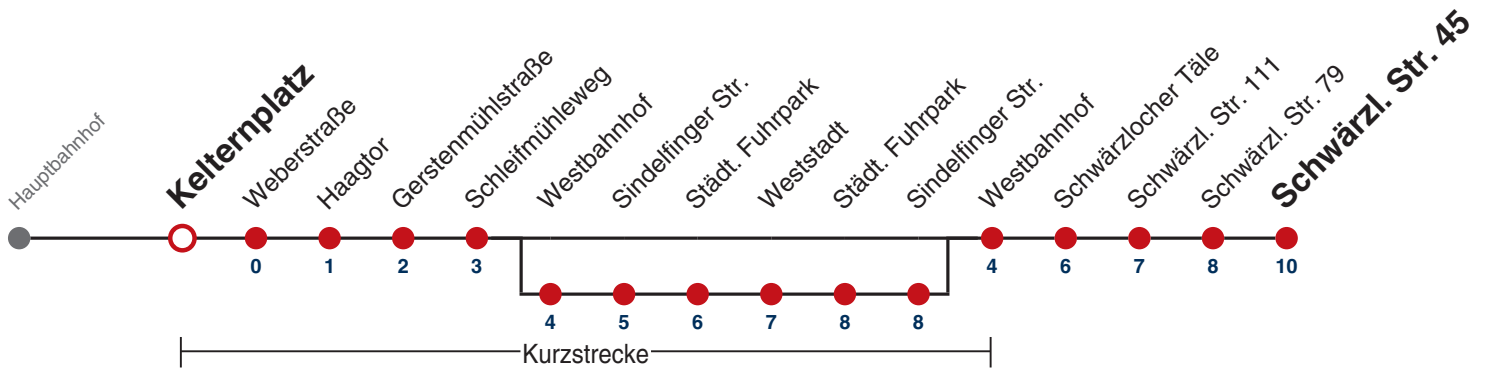 Hauptbahnhof
Kelternplatz
Weberstraße
Haagtor
Gerstenmühlstraße
Schleifmühleweg
Westbahnhof
Sindelfinger Str.
Städt. Fuhrpark
Weststadt
Städt. Fuhrpark
Sindelfinger Str.
Westbahnhof
Schwärzlocher Täle
Schwärzl. Str. 111
Schwärzl. Str. 79
Schwärzl. Str. 45
0 1 2 3 4 6 7 8 10
4 5 6 7 8 8
Kurzstrecke